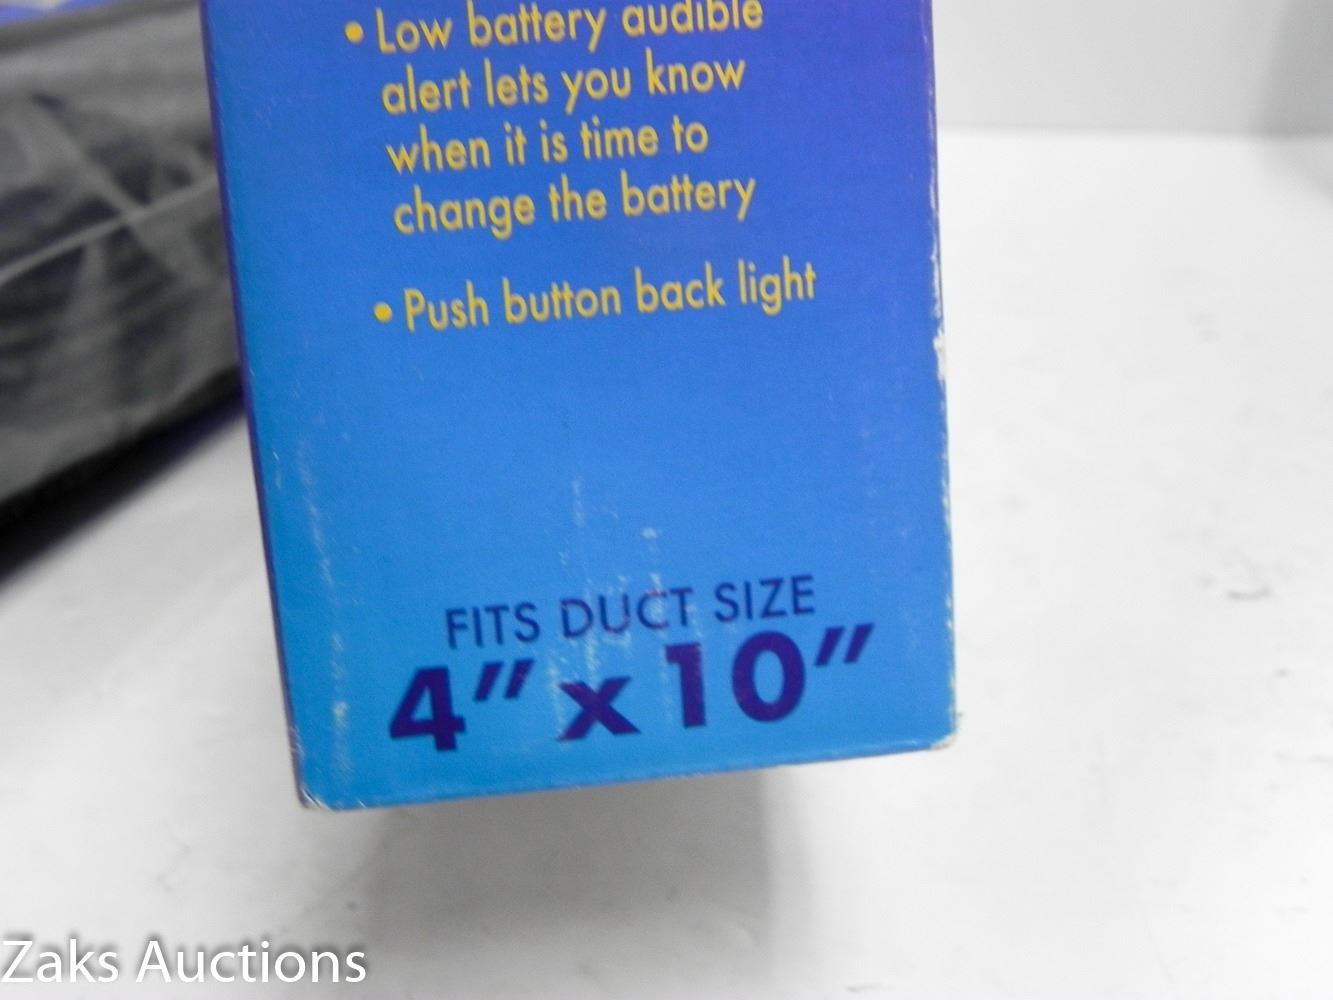 • Low battery audible
alert lets you know
when it is time to
change the battery
• Push button back light
FITS DUCT SIZE
4" x 10"
Zaks Auctions